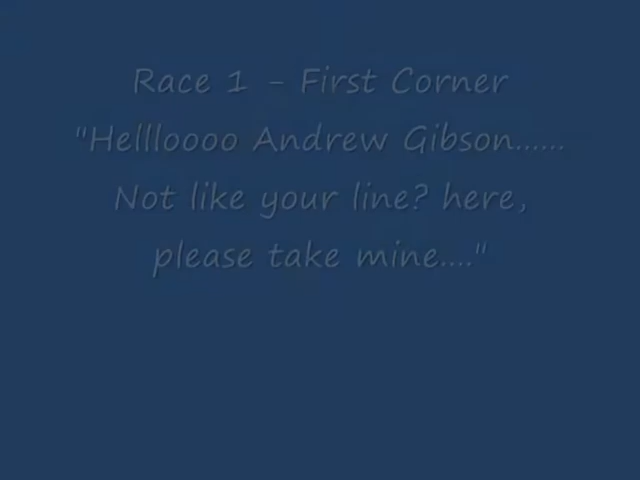 Race 1 - First Corner
"Hellloooo Andrew Gibson......
Not like your line? here,
please take mine...."